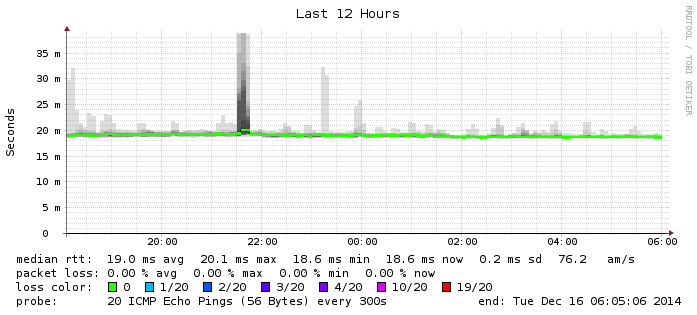 Last 12 Hours
RRDTOOL / TOBI OETIKER
Seconds
35 m
30 m
25 m
20 m
15 m
10 m
5 m
0
20:00 22:00 00:00 02:00 04:00 06:00
median rtt: 19.0 ms avg 20.1 ms max 18.6 ms min 18.6 ms now 0.2 ms sd 76.2 am/s
packet loss: 0.00 % avg 0.00 % max 0.00 % min 0.00 % now
loss color: 0 1/20 2/20 3/20 4/20 10/20 19/20
probe: 20 ICMP Echo Pings (56 Bytes) every 300s end: Tue Dec 16 06:05:06 2014